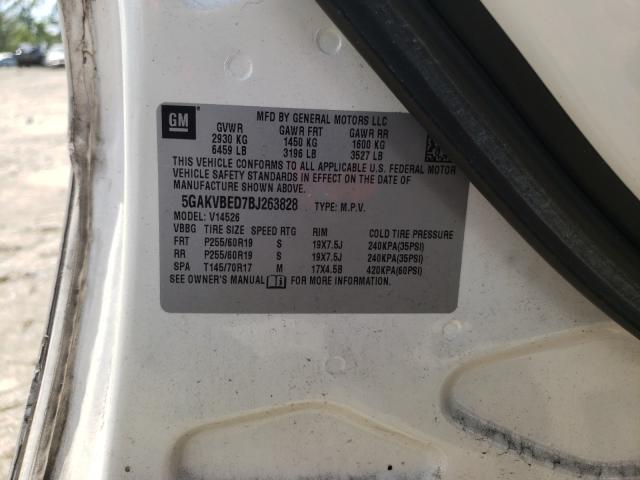 GM
MFD BY GENERAL MOTORS LLC
GVWR GAWR FRT GAWR RR
2930 KG 1450 KG 1600 KG
6459 LB 3196 LB 3527 LB
THIS VEHICLE CONFORMS TO ALL APPLICABLE U.S. FEDERAL MOTOR
VEHICLE SAFETY STANDARDS IN EFFECT ON THE DATE OF
MANUFACTURE SHOWN ABOVE.
5GAKVBED7BJ263828 TYPE: M.P.V.
MODEL: V14526
VBBG TIRE SIZE SPEED RTG RIM COLD TIRE PRESSURE
FRT P255/60R19 S 19X7.5J 240KPA(35PSI)
RR P255/60R19 S 19X7.5J 240KPA(35PSI)
SPA T145/70R17 M 17X4.5B 420KPA(60PSI)
SEE OWNER'S MANUAL FOR MORE INFORMATION.